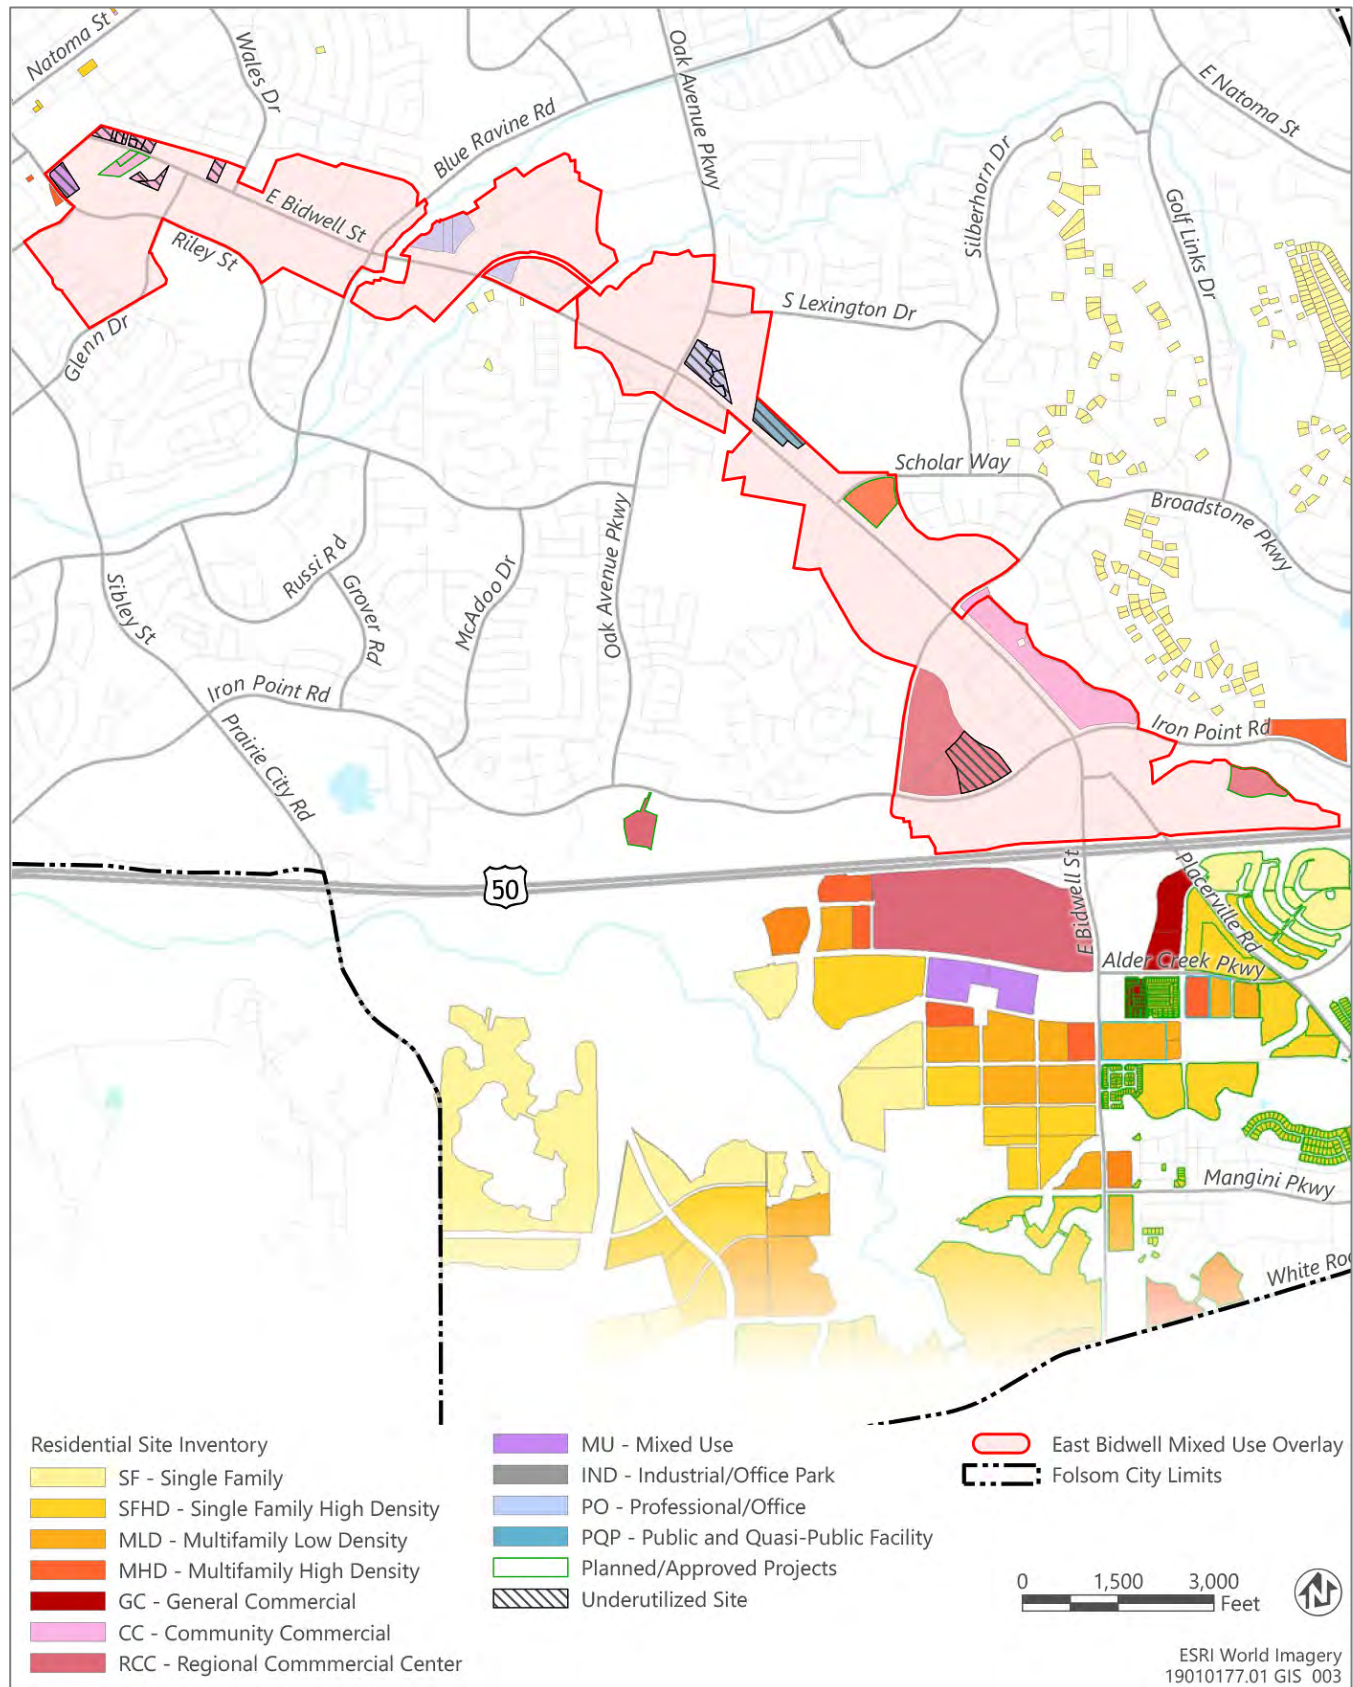 Natoma St
Wales Dr
Oak Avenue Pkwy
E Natoma St
Blue Ravine Rd
Silberhorn Dr
Golf Links Dr
E Bidwell St
Riley St
Glenn Dr
S Lexington Dr
Scholar Way
Broadstone Pkwy
Oak Avenue Pkwy
Russi Rd
Grover Rd
McAdoo Dr
Sibley St
Iron Point Rd
Prairie City Rd
Iron Point Rd
50
E Bidwell St
Placerville Rd
Alder Creek Pkwy
Mangini Pkwy
White Roc
Residential Site Inventory
SF - Single Family
SFHD - Single Family High Density
MLD - Multifamily Low Density
MHD - Multifamily High Density
GC - General Commercial
CC - Community Commercial
RCC - Regional Commmercial Center
MU - Mixed Use
IND - Industrial/Office Park
PO - Professional/Office
PQP - Public and Quasi-Public Facility
Planned/Approved Projects
Underutilized Site
East Bidwell Mixed Use Overlay
Folsom City Limits
0 1,500 3,000
Feet
N
ESRI World Imagery
19010177.01 GIS 003